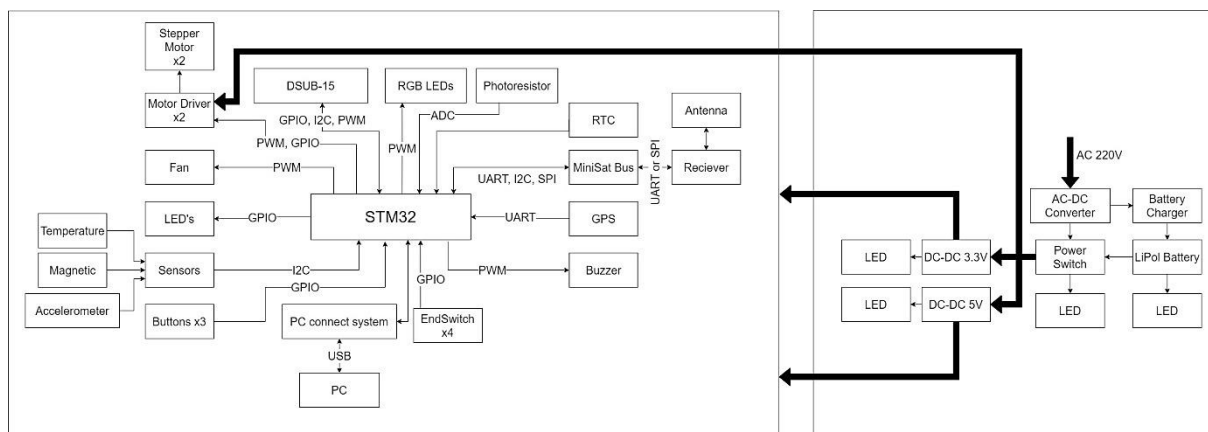 Stepper
Motor
x2
DSUB-15
RGB LEDs
Photoresistor
Motor Driver
x2
GPIO, I2C, PWM
ADC
RTC
Antenna
PWM, GPIO
PWM
Fan
PWM
UART, I2C, SPI
MiniSat Bus
UART or SPI
Reciever
STM32
LED's
GPIO
UART
GPS
Temperature
Magnetic
Accelerometer
Sensors
I2C
GPIO
GPIO
PWM
Buzzer
Buttons x3
PC connect system
EndSwitch
x4
USB
PC
AC 220V
AC-DC
Converter
Battery
Charger
LED
DC-DC 3.3V
Power
Switch
LiPol Battery
LED
DC-DC 5V
LED
LED